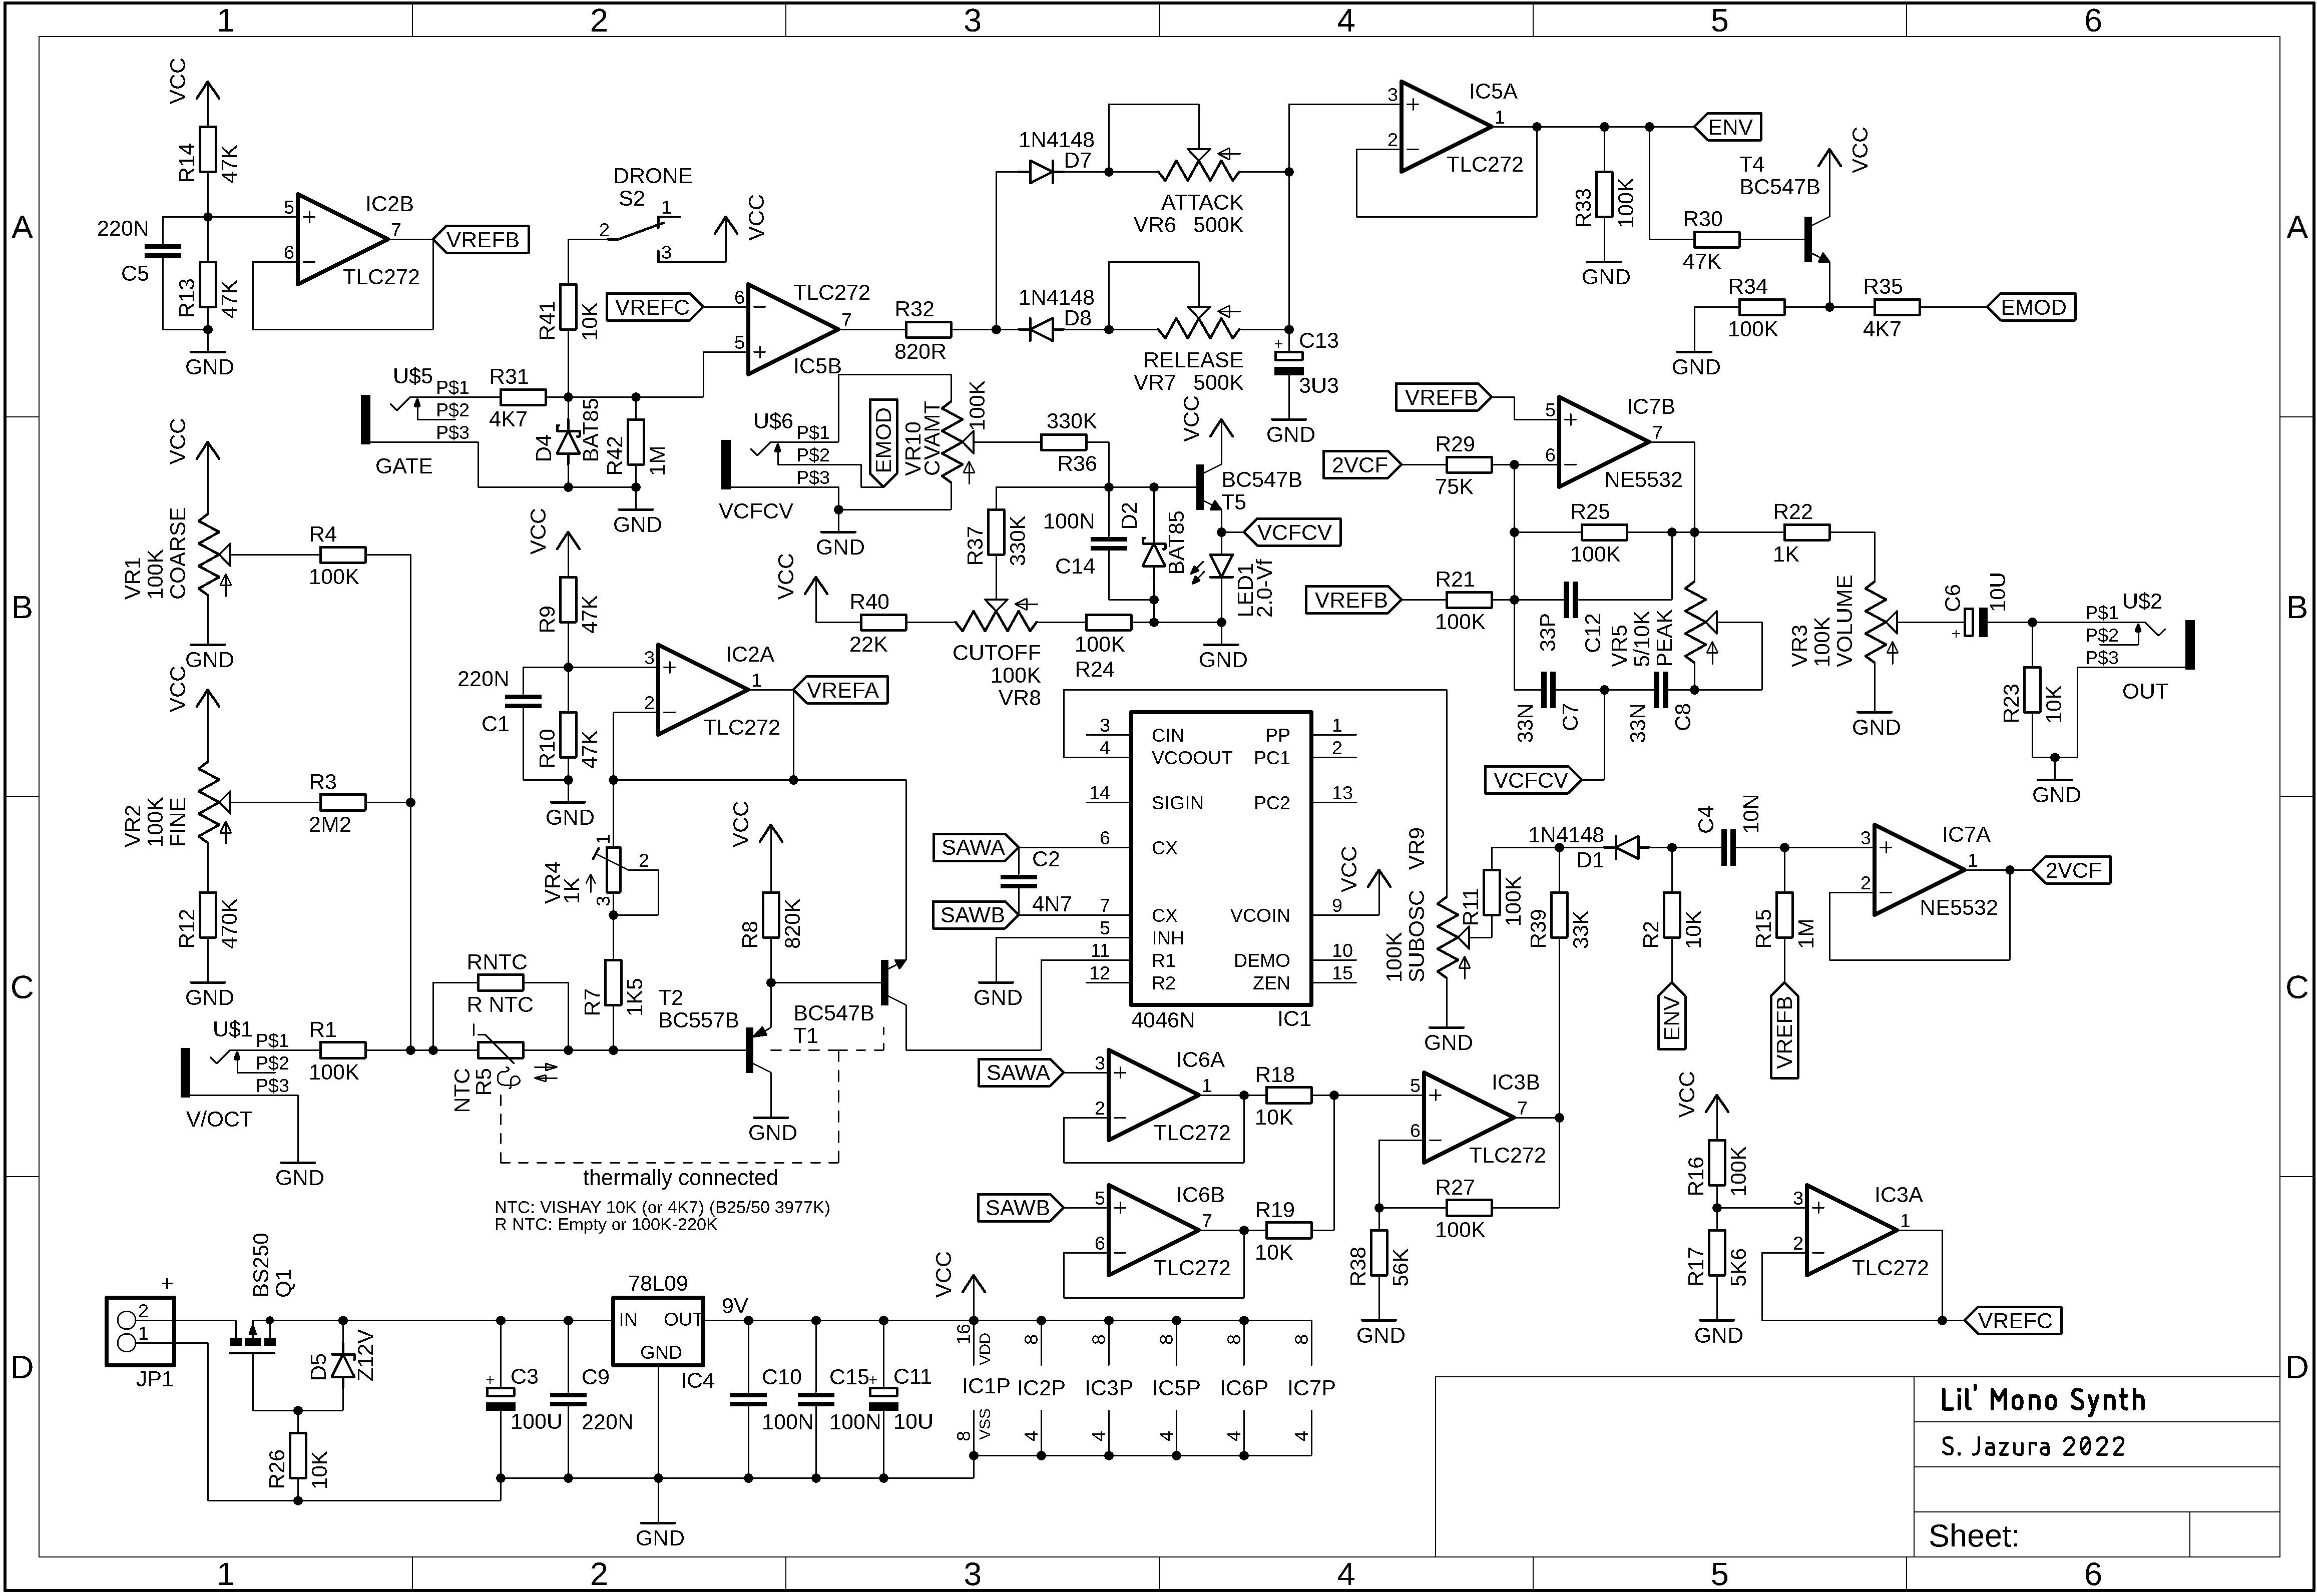 1 2 3 4 5 6
A
A
B
B
C
C
D
D
VCC
R14
47K
220N
C5
R13
47K
GND
5
6
7
IC2B
TLC272
VREFB
DRONE
S2
1
2
3
VCC
R41
10K
VREFC
6
5
7
TLC272
IC5B
R32
820R
1N4148
D7
1N4148
D8
ATTACK
VR6 500K
RELEASE
VR7 500K
C13
3U3
+
GND
3
2
1
IC5A
TLC272
ENV
R33
100K
GND
T4
BC547B
VCC
R30
47K
R34
100K
R35
4K7
EMOD
GND
U$5
P$1
P$2
P$3
GATE
R31
4K7
D4
BAT85
R42
1M
GND
U$6
P$1
P$2
P$3
VCFCV
EMOD
VR10
CVAMT
100K
GND
330K
R36
VCC
BC547B
T5
R37
330K
100N
C14
D2
BAT85
VCFCV
LED1
2.0-Vf
GND
VCC
R40
22K
CUTOFF
100K
VR8
100K
R24
VREFB
5
6
7
IC7B
NE5532
2VCF
R29
75K
R25
100K
VREFB
R21
100K
33P
C12
VR5
5/10K
PEAK
33N
C7
33N
C8
VCFCV
R22
1K
VR3
100K
VOLUME
GND
C6
10U
+
R23
10K
P$1
P$2
P$3
U$2
OUT
GND
VCC
VR1
100K
COARSE
GND
R4
100K
VCC
VR2
100K
FINE
R3
2M2
R12
470K
GND
U$1
P$1
P$2
P$3
V/OCT
R1
100K
GND
VCC
R9
47K
220N
C1
R10
47K
GND
3
2
1
IC2A
TLC272
VREFA
VR4
1K
1
2
3
R7
1K5
RNTC
R NTC
NTC
R5
VCC
R8
820K
T2
BC557B
BC547B
T1
GND
thermally connected
NTC: VISHAY 10K (or 4K7) (B25/50 3977K)
R NTC: Empty or 100K-220K
SAWA
C2
SAWB
4N7
GND
3 CIN
4 VCOOUT
14 SIGIN
6 CX
7 CX
5 INH
11 R1
12 R2
PP 1
PC1 2
PC2 13
VCOIN 9
DEMO 10
ZEN 15
4046N
IC1
VCC
VR9
100K
SUBOSC
GND
R11
100K
1N4148
D1
R39
33K
C4
10N
R2
10K
ENV
R15
1M
VREFB
3
2
1
IC7A
NE5532
2VCF
SAWA
3
2
1
IC6A
TLC272
R18
10K
SAWB
5
6
7
IC6B
TLC272
R19
10K
5
6
7
IC3B
TLC272
R27
100K
R38
56K
GND
VCC
R16
100K
R17
5K6
GND
3
2
1
IC3A
TLC272
VREFC
+
2
1
JP1
BS250
Q1
D5
Z12V
R26
10K
78L09
IN OUT
GND
IC4
9V
+
C3
100U
C9
220N
GND
C10
100N
C15
100N
+
C11
10U
VCC
16
VDD
IC1P
8
VSS
8
IC2P
4
8
IC3P
4
8
IC5P
4
8
IC6P
4
8
IC7P
4
Lil' Mono Synth
S. Jazura 2022
Sheet:
1 2 3 4 5 6